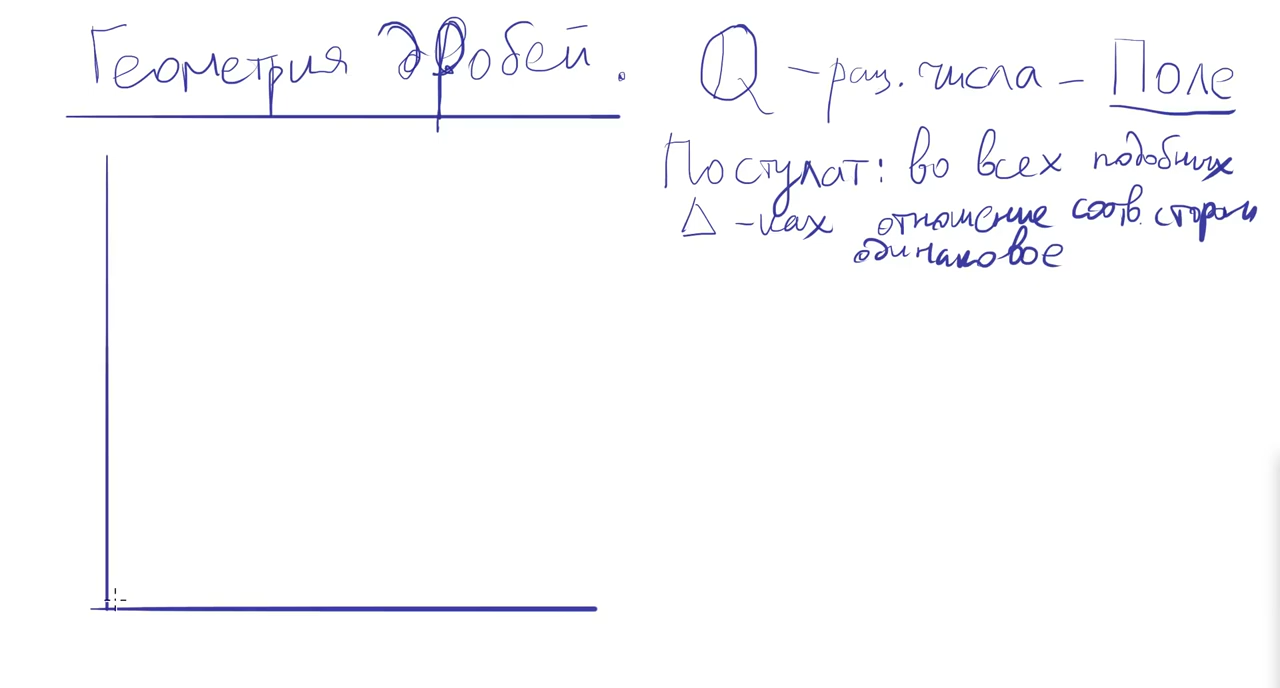 Геометрия дробей.
Q - рац. числа - Поле
Постулат: во всех подобных
Δ-ках отношение соотв. сторон
одинаковое